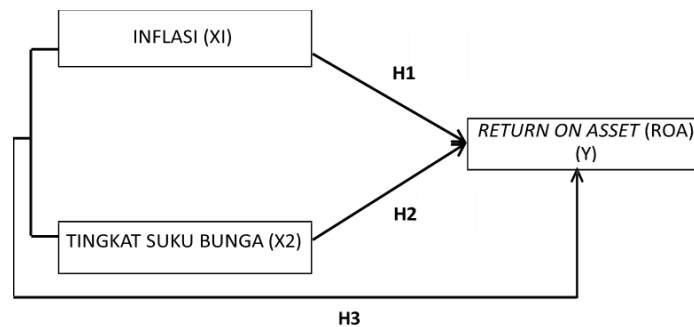 INFLASI (XI)
H1
RETURN ON ASSET (ROA)
(Y)
H2
TINGKAT SUKU BUNGA (X2)
H3